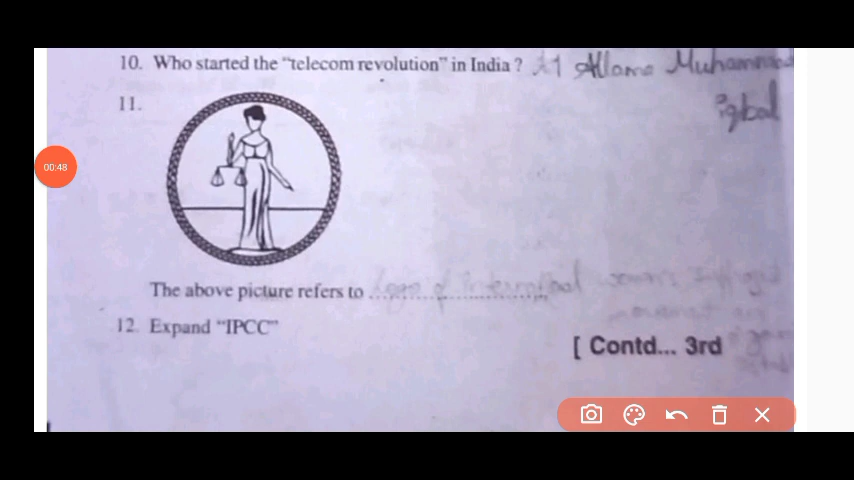 10. Who started the “telecom revolution” in India ? Allama Muhammad
iqbal
11.
00:48
The above picture refers to ........................ logo of international
12. Expand “IPCC”
[ Contd... 3rd